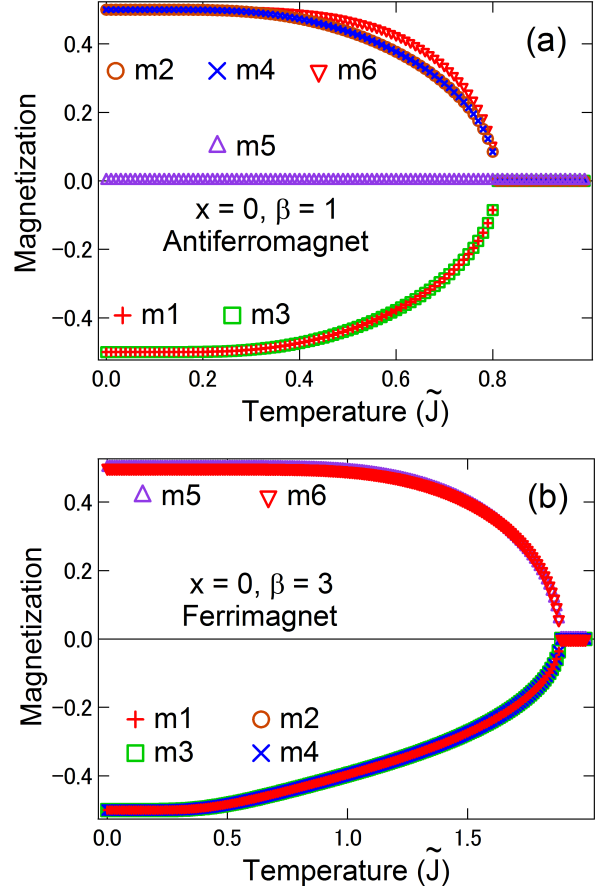 0.4
(a)
m2 m4 m6
0.2
m5
0.0
Magnetization
x = 0, β = 1
Antiferromagnet
−0.2
m1 m3
−0.4
0.0 0.2 0.4 0.6 0.8
Temperature (J̃)
0.4
m5 m6 (b)
0.2
x = 0, β = 3
Ferrimagnet
0.0
Magnetization
−0.2
m1 m2
m3 m4
−0.4
0.0 0.5 1.0 1.5
Temperature (J̃)